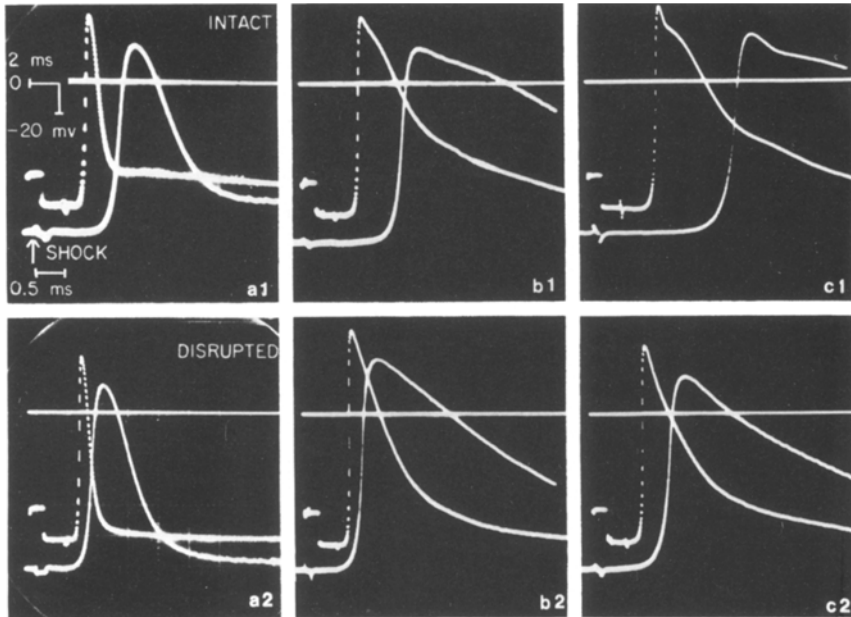 INTACT
2 ms
0
-20 mv
↑ SHOCK
0.5 ms
a1
b1
c1
DISRUPTED
a2
b2
c2